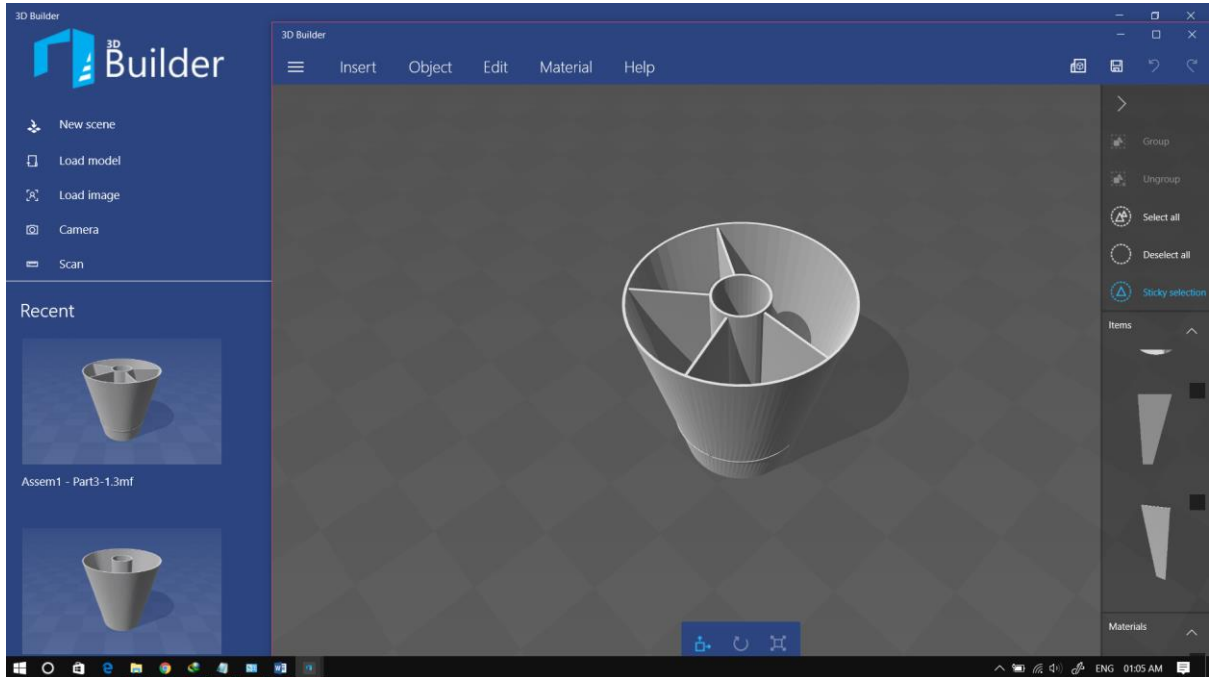 3D Builder
3D Builder
New scene
Load model
Load image
Camera
Scan
Recent
Assem1 - Part3-1.3mf
3D Builder
Insert Object Edit Material Help
Group
Ungroup
Select all
Deselect all
Sticky selection
Items
Materials
ENG 01:05 AM